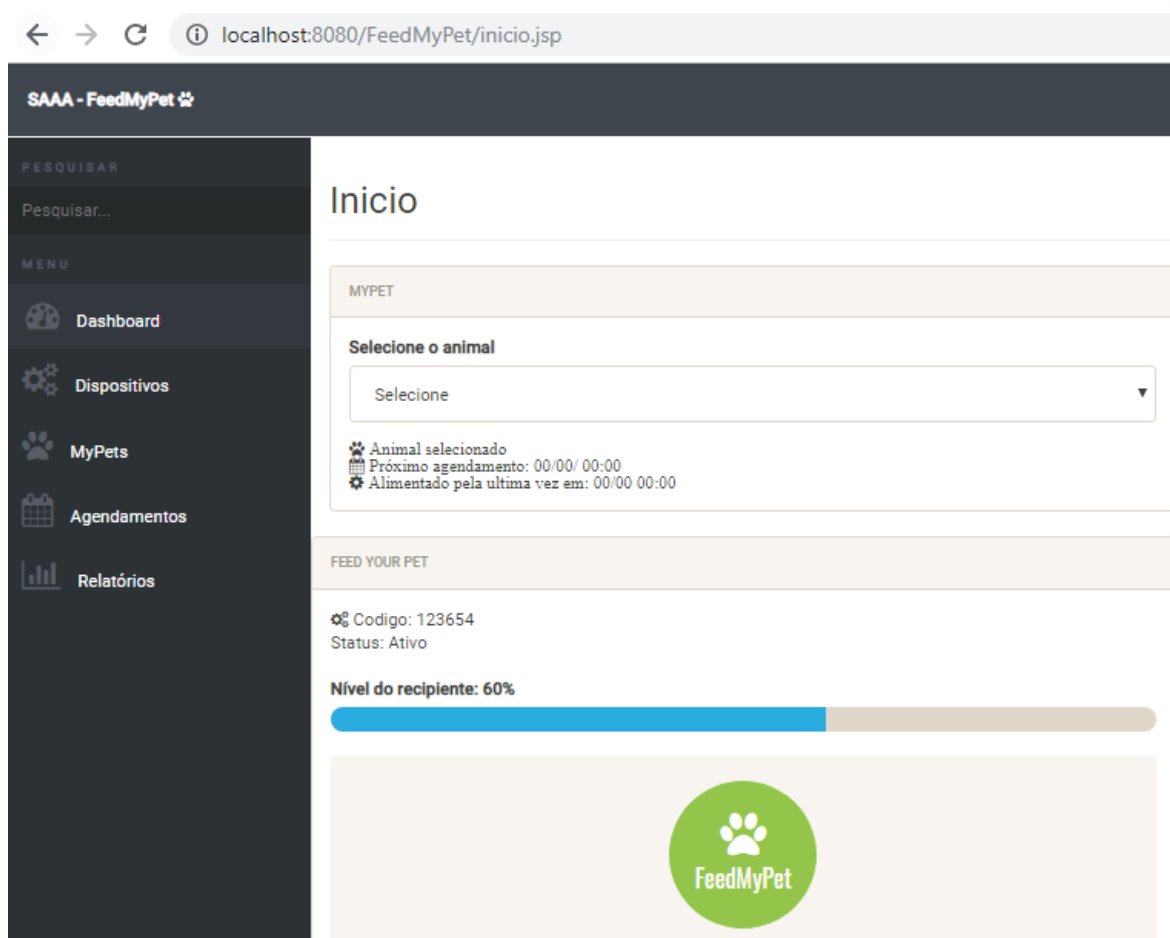 localhost:8080/FeedMyPet/inicio.jsp
SAAA - FeedMyPet
PESQUISAR
Pesquisar...
MENU
Dashboard
Dispositivos
MyPets
Agendamentos
Relatórios
Inicio
MYPET
Selecione o animal
Selecione
Animal selecionado
Próximo agendamento: 00/00/ 00:00
Alimentado pela ultima vez em: 00/00 00:00
FEED YOUR PET
Codigo: 123654
Status: Ativo
Nível do recipiente: 60%
FeedMyPet